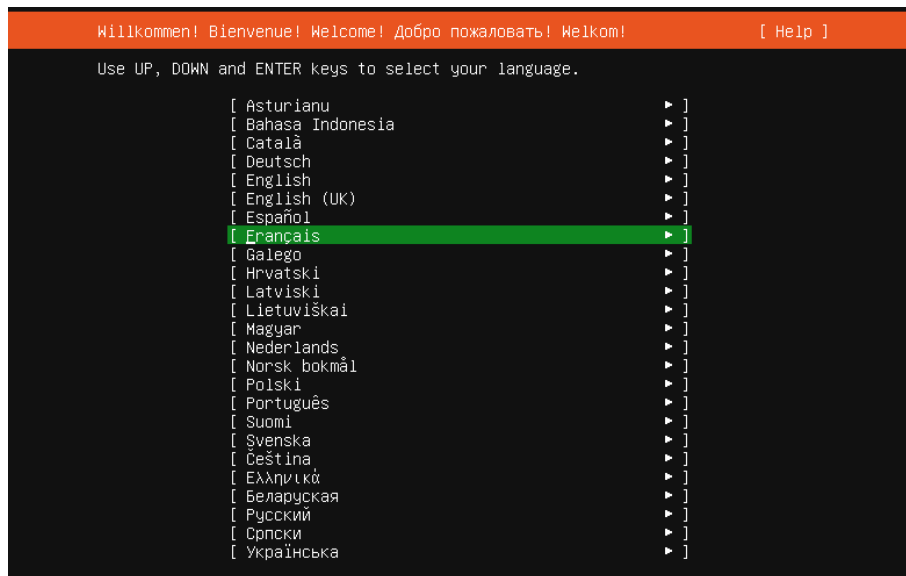 Willkommen! Bienvenue! Welcome! Добро пожаловать! Welkom! [ Help ]
Use UP, DOWN and ENTER keys to select your language.
[ Asturianu ► ]
[ Bahasa Indonesia ► ]
[ Català ► ]
[ Deutsch ► ]
[ English ► ]
[ English (UK) ► ]
[ Español ► ]
[ Français ► ]
[ Galego ► ]
[ Hrvatski ► ]
[ Latviski ► ]
[ Lietuviškai ► ]
[ Magyar ► ]
[ Nederlands ► ]
[ Norsk bokmål ► ]
[ Polski ► ]
[ Português ► ]
[ Suomi ► ]
[ Svenska ► ]
[ Čeština ► ]
[ Ελληνικά ► ]
[ Беларуская ► ]
[ Русский ► ]
[ Српски ► ]
[ Українська ► ]